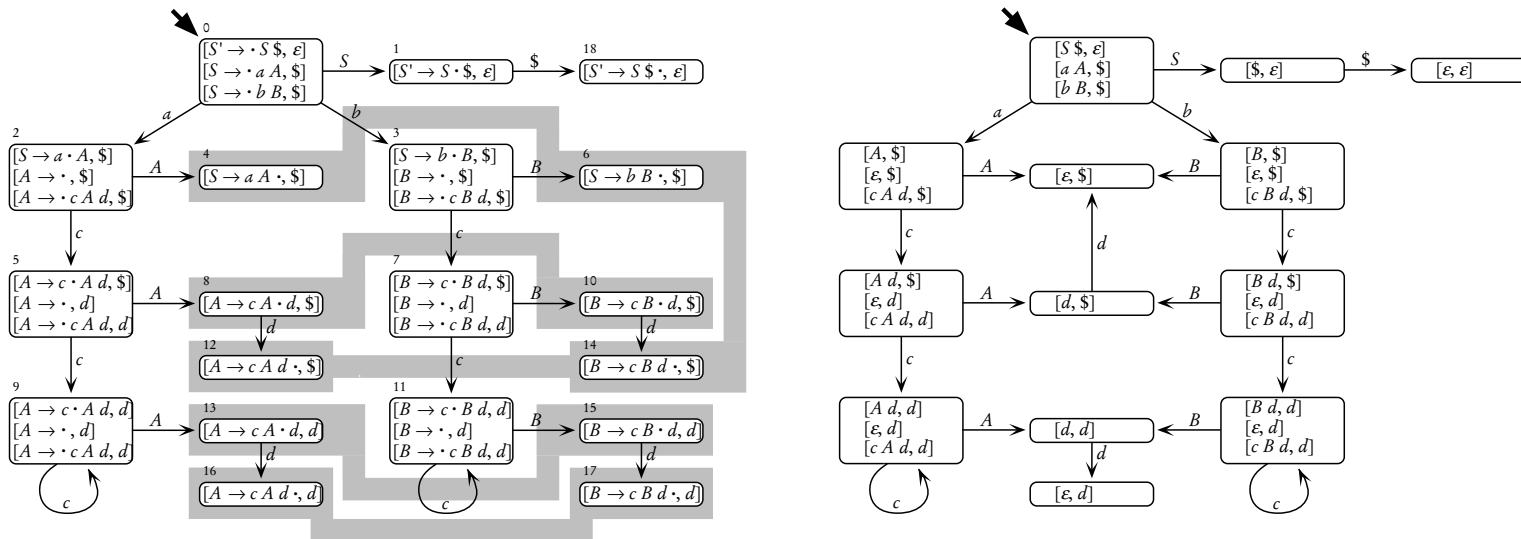 0
[S' → · S $, ε]
[S → · a A, $]
[S → · b B, $]
S
1
[S' → S · $, ε]
$
18
[S' → S $ ·, ε]
a
b
2
[S → a · A, $]
[A → ·, $]
[A → · c A d, $]
A
4
[S → a A ·, $]
3
[S → b · B, $]
[B → ·, $]
[B → · c B d, $]
B
6
[S → b B ·, $]
c
c
5
[A → c · A d, $]
[A → ·, d]
[A → · c A d, d]
A
8
[A → c A · d, $]
d
7
[B → c · B d, $]
[B → ·, d]
[B → · c B d, d]
B
10
[B → c B · d, $]
d
12
[A → c A d ·, $]
14
[B → c B d ·, $]
c
c
9
[A → c · A d, d]
[A → ·, d]
[A → · c A d, d]
A
13
[A → c A · d, d]
d
11
[B → c · B d, d]
[B → ·, d]
[B → · c B d, d]
B
15
[B → c B · d, d]
d
16
[A → c A d ·, d]
17
[B → c B d ·, d]
c
c
[S $, ε]
[a A, $]
[b B, $]
S
[$, ε]
$
[ε, ε]
a
b
[A, $]
[ε, $]
[c A d, $]
A
[ε, $]
B
[B, $]
[ε, $]
[c B d, $]
c
d
c
[A d, $]
[ε, d]
[c A d, d]
A
[d, $]
B
[B d, $]
[ε, d]
[c B d, d]
c
c
[A d, d]
[ε, d]
[c A d, d]
A
[d, d]
B
[B d, d]
[ε, d]
[c B d, d]
d
[ε, d]
c
c